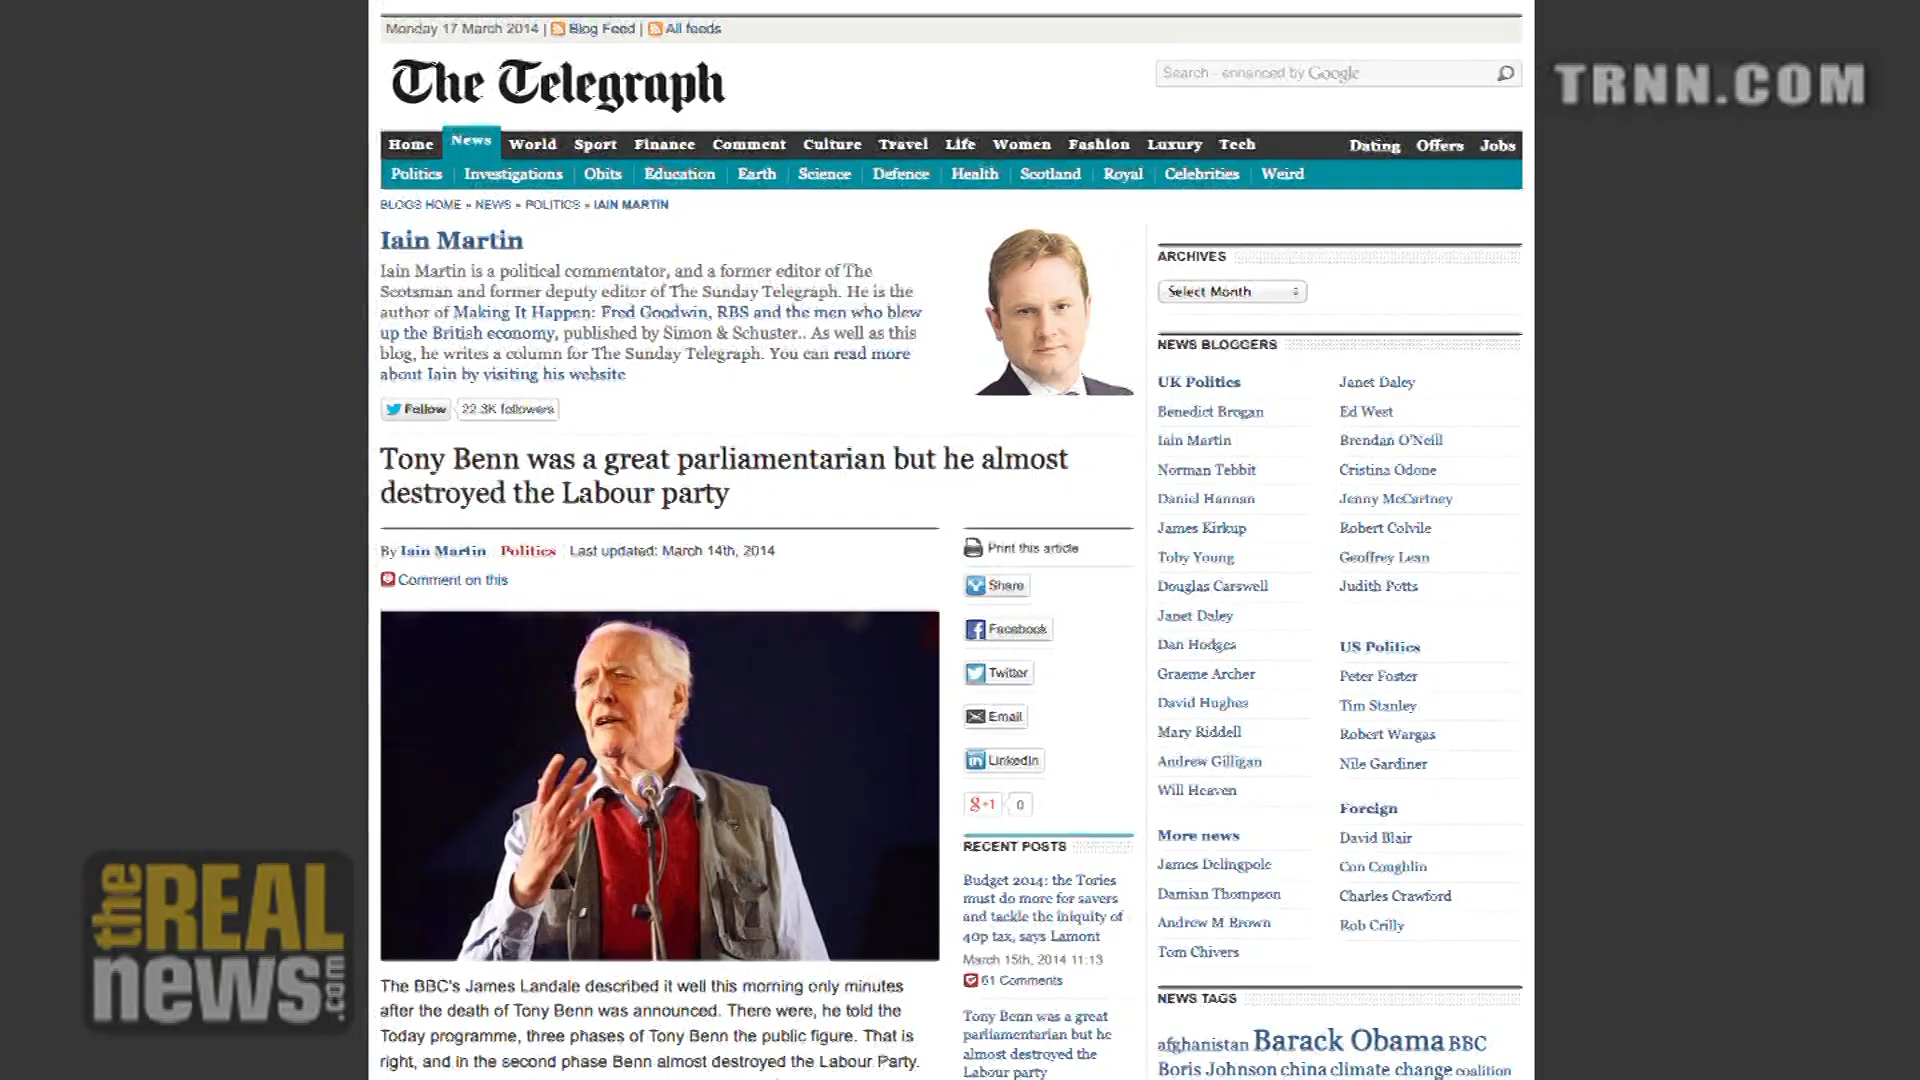 Monday 17 March 2014 | Blog Feed | All feeds
The Telegraph
Search - enhanced by Google
TRNN.COM
Home News World Sport Finance Comment Culture Travel Life Women Fashion Luxury Tech Dating Offers Jobs
Politics Investigations Obits Education Earth Science Defence Health Scotland Royal Celebrities Weird
BLOGS HOME » NEWS » POLITICS » IAIN MARTIN
Iain Martin
Iain Martin is a political commentator, and a former editor of The
Scotsman and former deputy editor of The Sunday Telegraph. He is the
author of Making It Happen: Fred Goodwin, RBS and the men who blew
up the British economy, published by Simon & Schuster.. As well as this
blog, he writes a column for The Sunday Telegraph. You can read more
about Iain by visiting his website
Follow 22.3K followers
Tony Benn was a great parliamentarian but he almost
destroyed the Labour party
By Iain Martin Politics Last updated: March 14th, 2014
Comment on this
The BBC's James Landale described it well this morning only minutes
after the death of Tony Benn was announced. There were, he told the
Today programme, three phases of Tony Benn the public figure. That is
right, and in the second phase Benn almost destroyed the Labour Party.
Print this article
Share
Facebook
Twitter
Email
LinkedIn
g+1 0
RECENT POSTS
Budget 2014: the Tories
must do more for savers
and tackle the iniquity of
40p tax, says Lamont
March 15th, 2014 11:13
61 Comments
Tony Benn was a great
parliamentarian but he
almost destroyed the
Labour party
ARCHIVES
Select Month
NEWS BLOGGERS
UK Politics
Benedict Brogan
Iain Martin
Norman Tebbit
Daniel Hannan
James Kirkup
Toby Young
Douglas Carswell
Janet Daley
Dan Hodges
Graeme Archer
David Hughes
Mary Riddell
Andrew Gilligan
Will Heaven
More news
James Delingpole
Damian Thompson
Andrew M Brown
Tom Chivers
Janet Daley
Ed West
Brendan O'Neill
Cristina Odone
Jenny McCartney
Robert Colvile
Geoffrey Lean
Judith Potts
US Politics
Peter Foster
Tim Stanley
Robert Wargas
Nile Gardiner
Foreign
David Blair
Con Coughlin
Charles Crawford
Rob Crilly
NEWS TAGS
afghanistan Barack Obama BBC
Boris Johnson china climate change coalition
the REAL
news.com